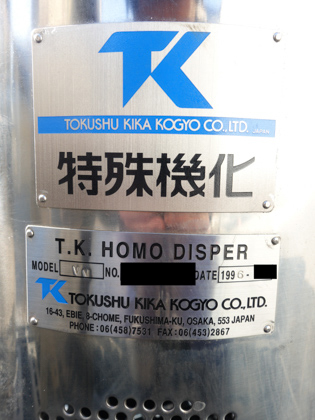 TK
TOKUSHU KIKA KOGYO CO., LTD.
特殊機化
T.K. HOMO DISPER
MODEL NO. DATE 1996-
TK TOKUSHU KIKA KOGYO CO., LTD.
16-43, EBIE, 8-CHOME, FUKUSHIMA-KU, OSAKA, 553 JAPAN
PHONE:06(458)7531 FAX:06(453)2867